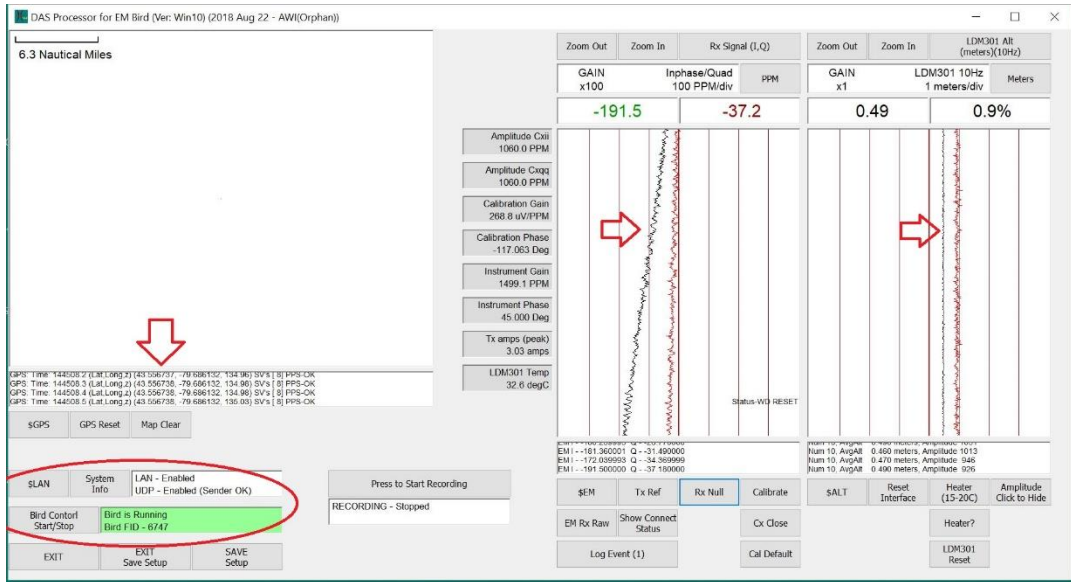 DAS Processor for EM Bird (Ver: Win10) (2018 Aug 22 - AWI(Orphan))
6.3 Nautical Miles
GPS: Time: 144508.2 (Lat,Long,z) (43.556737, -79.686132, 134.96) SV's [ 8] PPS-OK
GPS: Time: 144508.3 (Lat,Long,z) (43.556738, -79.686132, 134.98) SV's [ 8] PPS-OK
GPS: Time: 144508.4 (Lat,Long,z) (43.556738, -79.686132, 134.98) SV's [ 8] PPS-OK
GPS: Time: 144508.5 (Lat,Long,z) (43.556738, -79.686132, 135.03) SV's [ 8] PPS-OK
$GPS
GPS Reset
Map Clear
$LAN
System
Info
LAN - Enabled
UDP - Enabled (Sender OK)
Bird Contorl
Start/Stop
Bird is Running
Bird FID - 6747
EXIT
EXIT
Save Setup
SAVE
Setup
Press to Start Recording
RECORDING - Stopped
Amplitude Cxii
1060.0 PPM
Amplitude Cxqq
1060.0 PPM
Calibration Gain
268.8 uV/PPM
Calibration Phase
-117.063 Deg
Instrument Gain
1499.1 PPM
Instrument Phase
45.000 Deg
Tx amps (peak)
3.03 amps
LDM301 Temp
32.6 degC
Zoom Out
Zoom In
Rx Signal (I,Q)
GAIN
x100
Inphase/Quad
100 PPM/div
PPM
-191.5
-37.2
Status-WD RESET
EM I - -181.360001 Q - -31.490000
EM I - -172.039993 Q - -34.369999
EM I - -191.500000 Q - -37.180000
$EM
Tx Ref
Rx Null
Calibrate
EM Rx Raw
Show Connect
Status
Cx Close
Log Event (1)
Cal Default
Zoom Out
Zoom In
LDM301 Alt
(meters)(10Hz)
GAIN
x1
LDM301 10Hz
1 meters/div
Meters
0.49
0.9%
Num 10, AvgAlt 0.460 meters, Amplitude 1013
Num 10, AvgAlt 0.470 meters, Amplitude 946
Num 10, AvgAlt 0.490 meters, Amplitude 926
$ALT
Reset
Interface
Heater
(15-20C)
Amplitude
Click to Hide
Heater?
LDM301
Reset